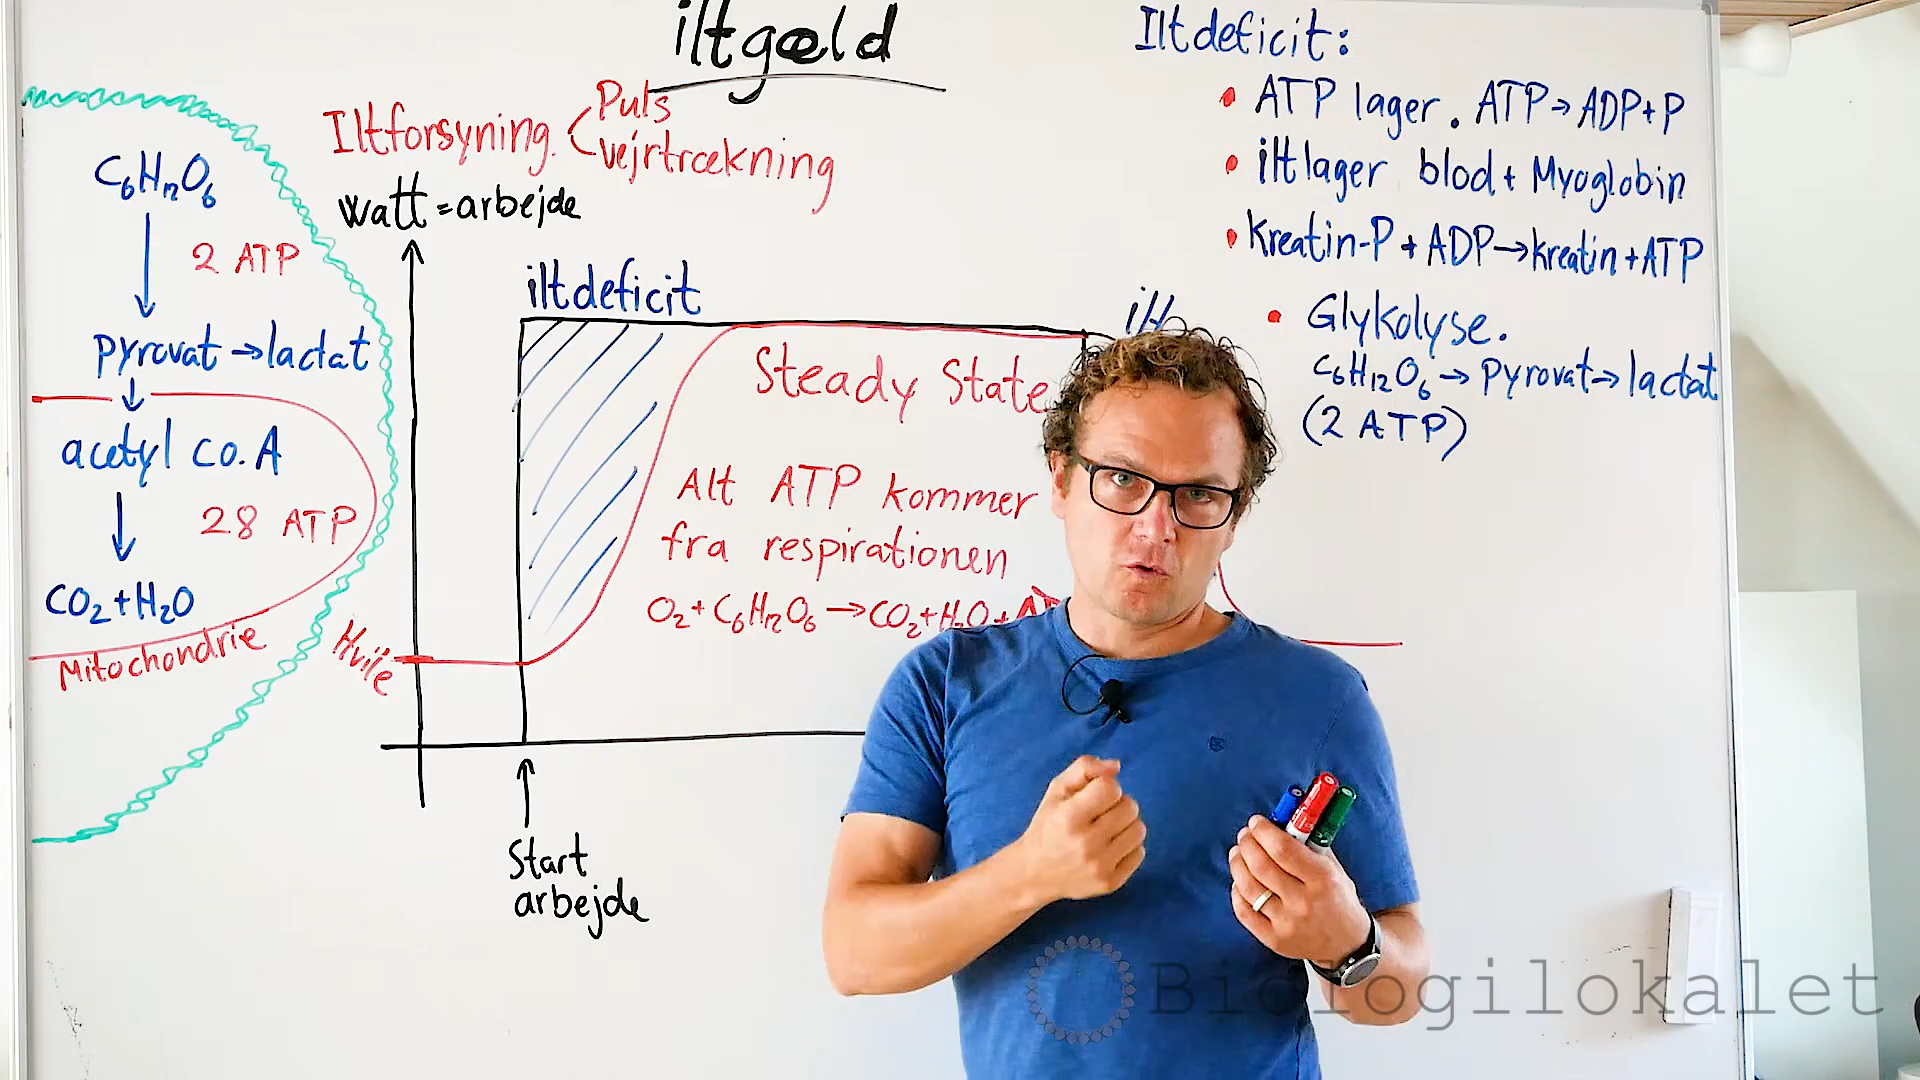 iltgæld
Iltforsyning.
Puls
vejrtrækning
watt = arbejde
C₆H₁₂O₆
2 ATP
pyrovat → lactat
acetyl co.A
28 ATP
CO₂ + H₂O
Mitochondrie
Hvile
iltdeficit
Steady State
Alt ATP kommer
fra respirationen
O₂ + C₆H₁₂O₆ → CO₂ + H₂O +
Start
arbejde
Iltdeficit:
• ATP lager. ATP → ADP + P
• iltlager blod + Myoglobin
• Kreatin-P + ADP → kreatin + ATP
• Glykolyse.
C₆H₁₂O₆ → Pyrovat → lactat
(2 ATP)
Biologilokalet